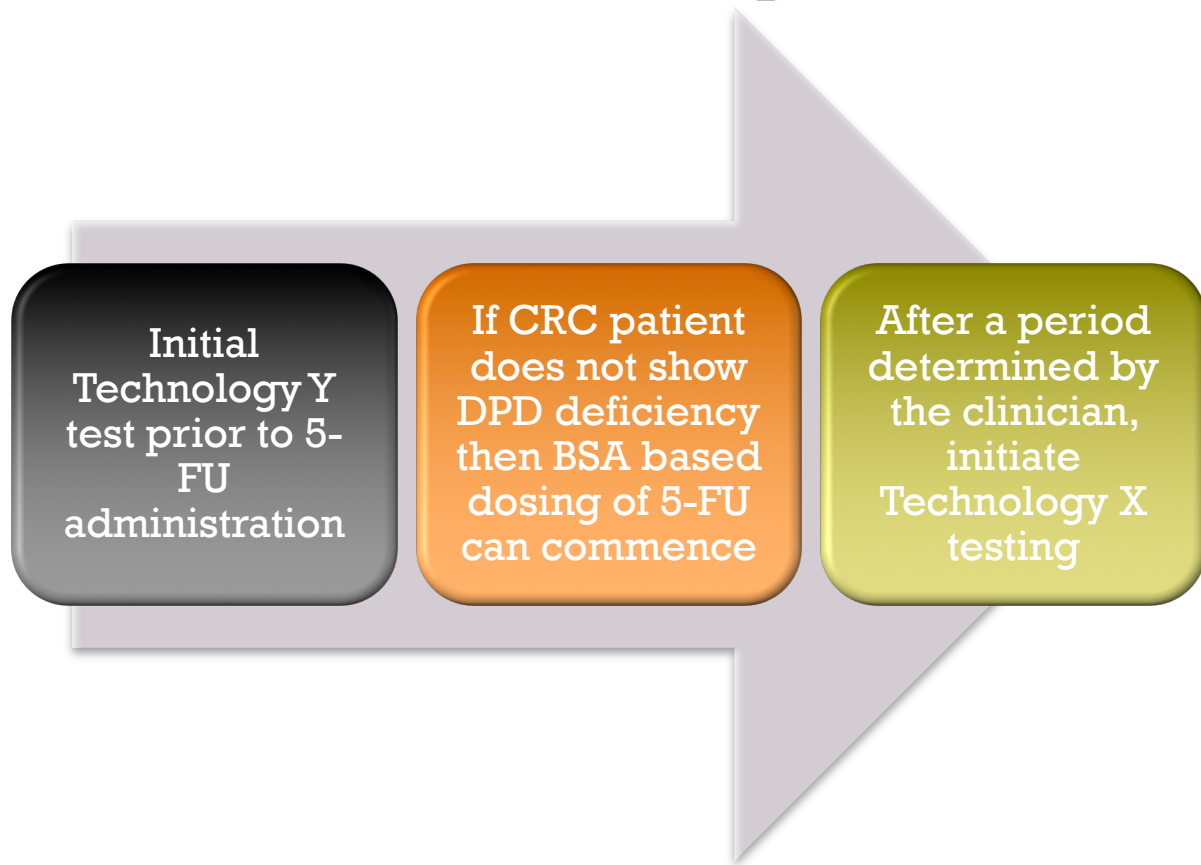 Initial
Technology Y
test prior to 5-
FU
administration
If CRC patient
does not show
DPD deficiency
then BSA based
dosing of 5-FU
can commence
After a period
determined by
the clinician,
initiate
Technology X
testing